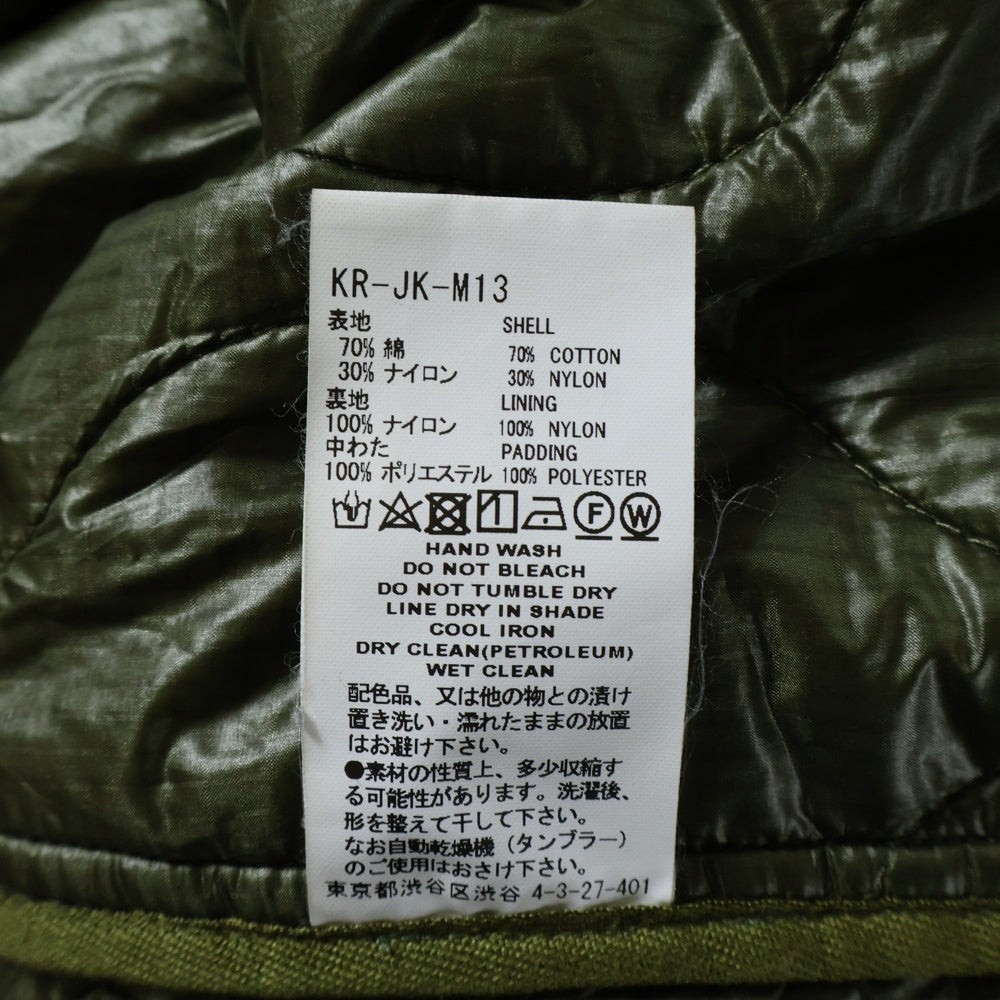 KR-JK-M13
表地 SHELL
70% 綿 70% COTTON
30% ナイロン 30% NYLON
裏地 LINING
100% ナイロン 100% NYLON
中わた PADDING
100% ポリエステル 100% POLYESTER
F W
HAND WASH
DO NOT BLEACH
DO NOT TUMBLE DRY
LINE DRY IN SHADE
COOL IRON
DRY CLEAN(PETROLEUM)
WET CLEAN
配色品、又は他の物との漬け
置き洗い・濡れたままの放置
はお避け下さい。
●素材の性質上、多少収縮す
る可能性があります。洗濯後、
形を整えて干して下さい。
なお自動乾燥機（タンブラー）
のご使用はおさけ下さい。
東京都渋谷区渋谷 4-3-27-401